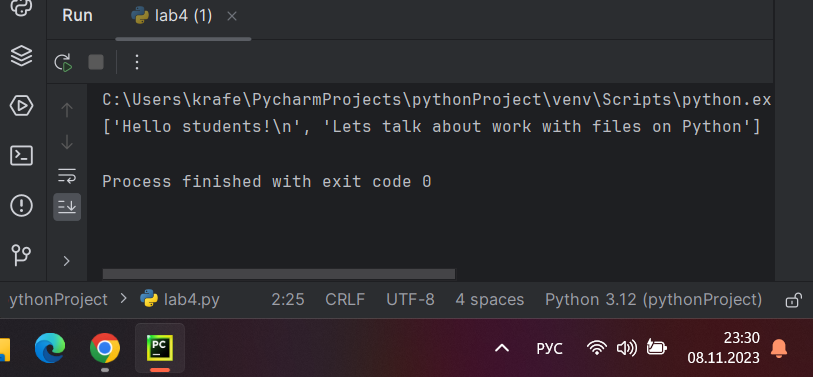 Run lab4 (1)
C:\Users\krafe\PycharmProjects\pythonProject\venv\Scripts\python.ex
['Hello students!\n', 'Lets talk about work with files on Python']
Process finished with exit code 0
ythonProject > lab4.py 2:25 CRLF UTF-8 4 spaces Python 3.12 (pythonProject)
PC
РУС
23:30
08.11.2023